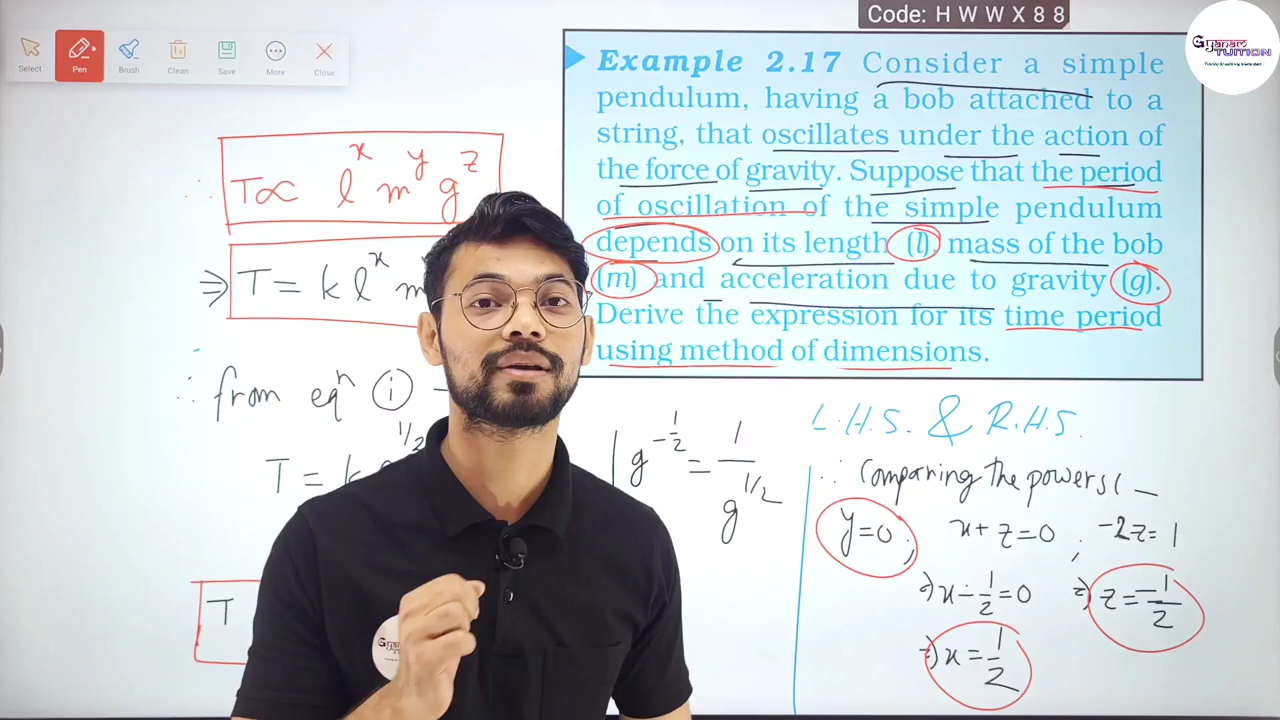 Code: H W W X 8 8
Gyanam
TUITION
Select
Pen
Brush
Clean
Save
More
Close
Example 2.17 Consider a simple
pendulum, having a bob attached to a
string, that oscillates under the action of
the force of gravity. Suppose that the period
of oscillation of the simple pendulum
depends on its length (l), mass of the bob
(m) and acceleration due to gravity (g).
Derive the expression for its time period
using method of dimensions.
∴ T∝ l^x m^y g^z
⇒ T = k l^x m
∴ from eqⁿ (i) –
T = k
g^{-1/2} = 1/g^{1/2}
T
L.H.S. & R.H.S.
∴ Comparing the powers! –
y=0 ; x+z=0 ; -2z=1
⇒ x-1/2=0 ⇒ z=-1/2
⇒ x=1/2